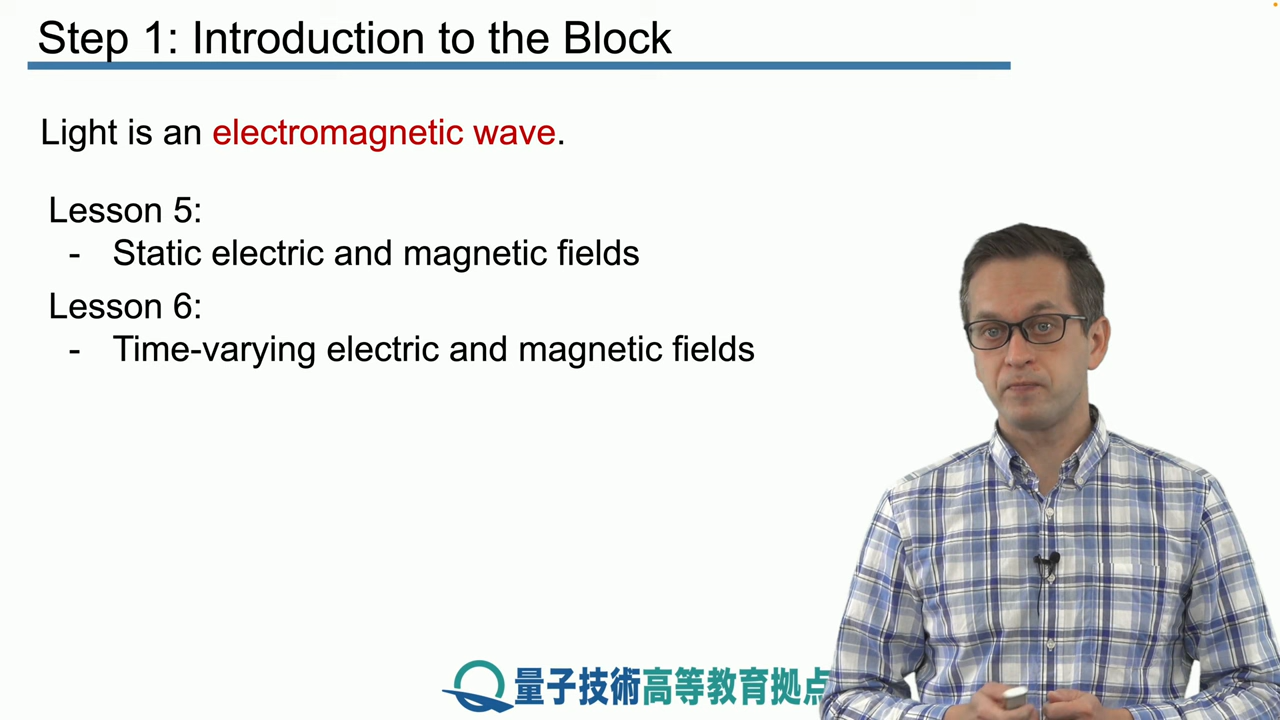 Step 1: Introduction to the Block
Light is an electromagnetic wave.
Lesson 5:
- Static electric and magnetic fields
Lesson 6:
- Time-varying electric and magnetic fields
量子技術高等教育拠点